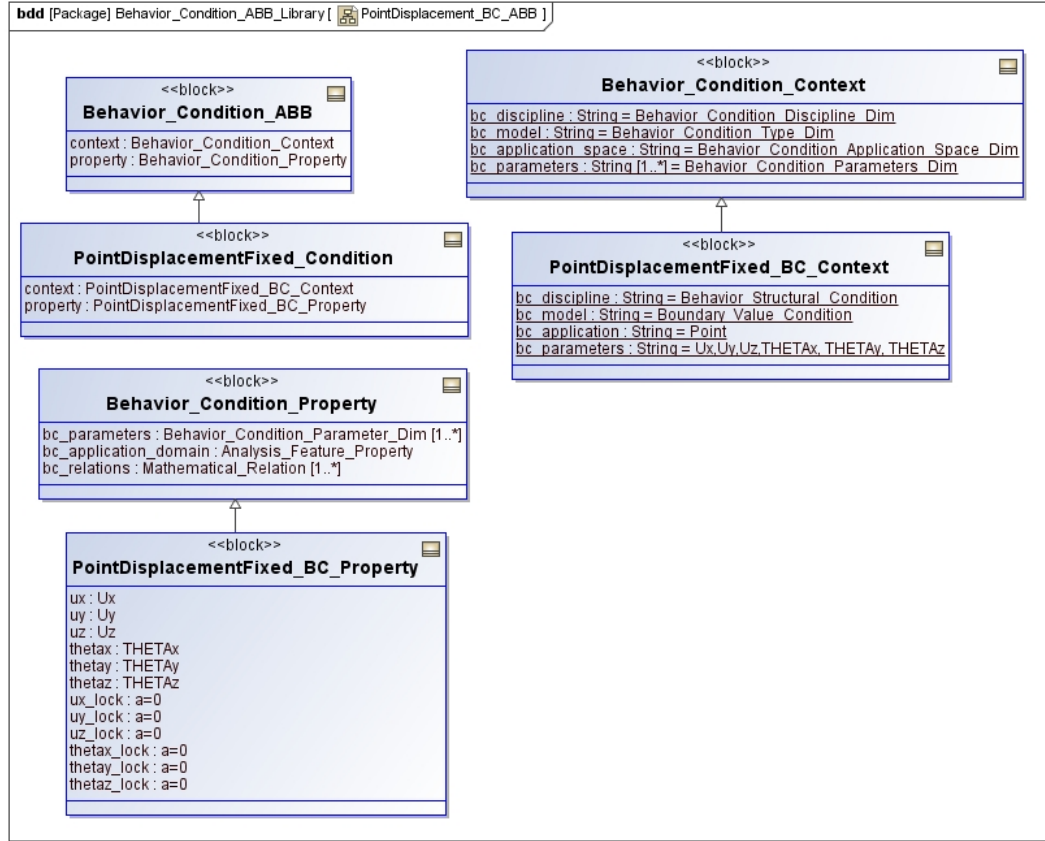 bdd [Package] Behavior_Condition_ABB_Library [ PointDisplacement_BC_ABB ]
<<block>>
Behavior_Condition_ABB
context : Behavior_Condition_Context
property : Behavior_Condition_Property
<<block>>
Behavior_Condition_Context
bc_discipline : String = Behavior_Condition_Discipline_Dim
bc_model : String = Behavior_Condition_Type_Dim
bc_application_space : String = Behavior_Condition_Application_Space_Dim
bc_parameters : String [1..*] = Behavior_Condition_Parameters_Dim
<<block>>
PointDisplacementFixed_Condition
context : PointDisplacementFixed_BC_Context
property : PointDisplacementFixed_BC_Property
<<block>>
PointDisplacementFixed_BC_Context
bc_discipline : String = Behavior_Structural_Condition
bc_model : String = Boundary_Value_Condition
bc_application : String = Point
bc_parameters : String = Ux,Uy,Uz,THETAx, THETAy, THETAz
<<block>>
Behavior_Condition_Property
bc_parameters : Behavior_Condition_Parameter_Dim [1..*]
bc_application_domain : Analysis_Feature_Property
bc_relations : Mathematical_Relation [1..*]
<<block>>
PointDisplacementFixed_BC_Property
ux : Ux
uy : Uy
uz : Uz
thetax : THETAx
thetay : THETAy
thetaz : THETAz
ux_lock : a=0
uy_lock : a=0
uz_lock : a=0
thetax_lock : a=0
thetay_lock : a=0
thetaz_lock : a=0